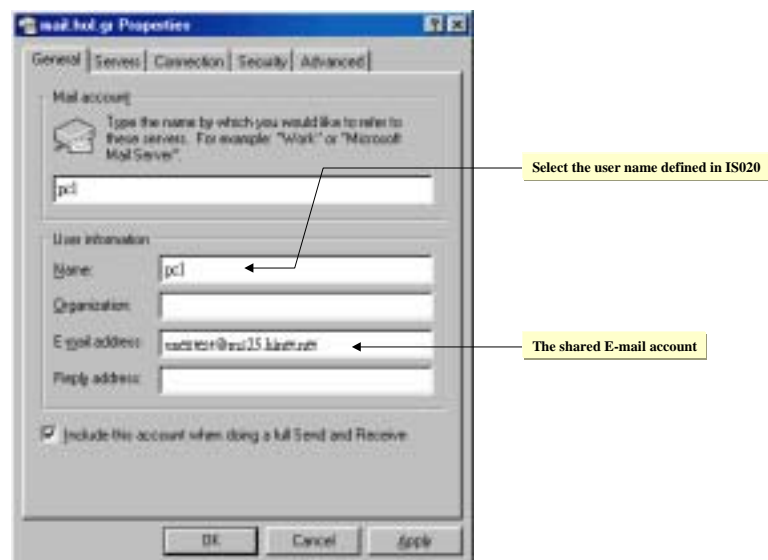 mail.hol.gr Properties
General Servers Connection Security Advanced
Mail account
Type the name by which you would like to refer to
these servers. For example: "Work" or "Microsoft
Mail Server".
Select the user name defined in IS020
User information
Name:
Organization:
E-mail address:
The shared E-mail account
Reply address:
Include this account when doing a full Send and Receive
OK Cancel Apply